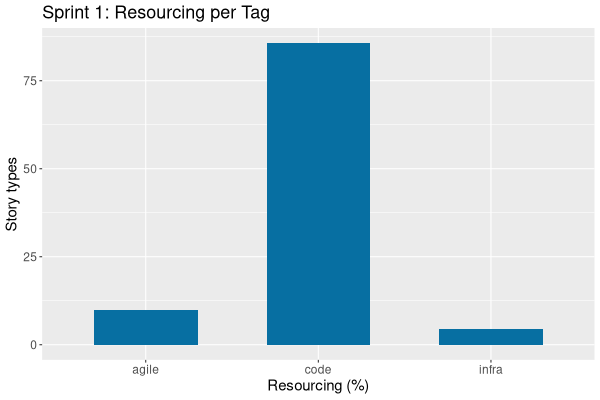 Sprint 1: Resourcing per Tag
Story types
75
50
25
0
agile code infra
Resourcing (%)